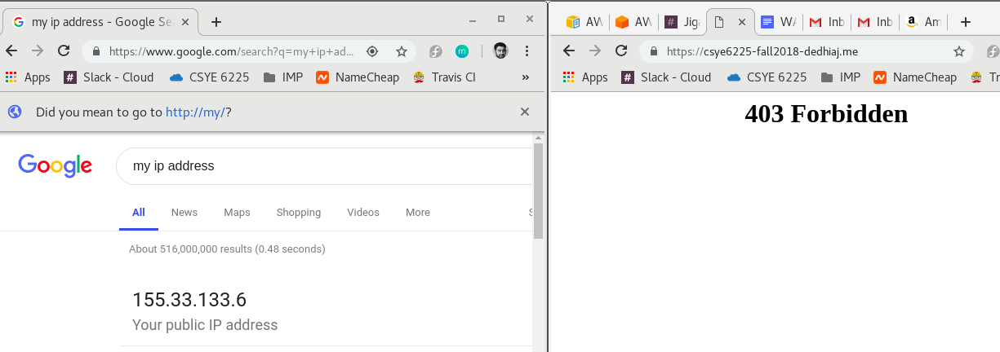 my ip address - Google Sea
https://www.google.com/search?q=my+ip+ad...
Apps Slack - Cloud CSYE 6225 IMP NameCheap Travis CI »
Did you mean to go to http://my/?
Google
my ip address
All News Maps Shopping Videos More S
About 516,000,000 results (0.48 seconds)
155.33.133.6
Your public IP address
AW AW Jiga WA Inb Inb Am
https://csye6225-fall2018-dedhiaj.me
Apps Slack - Cloud CSYE 6225 IMP NameCheap Tr
403 Forbidden